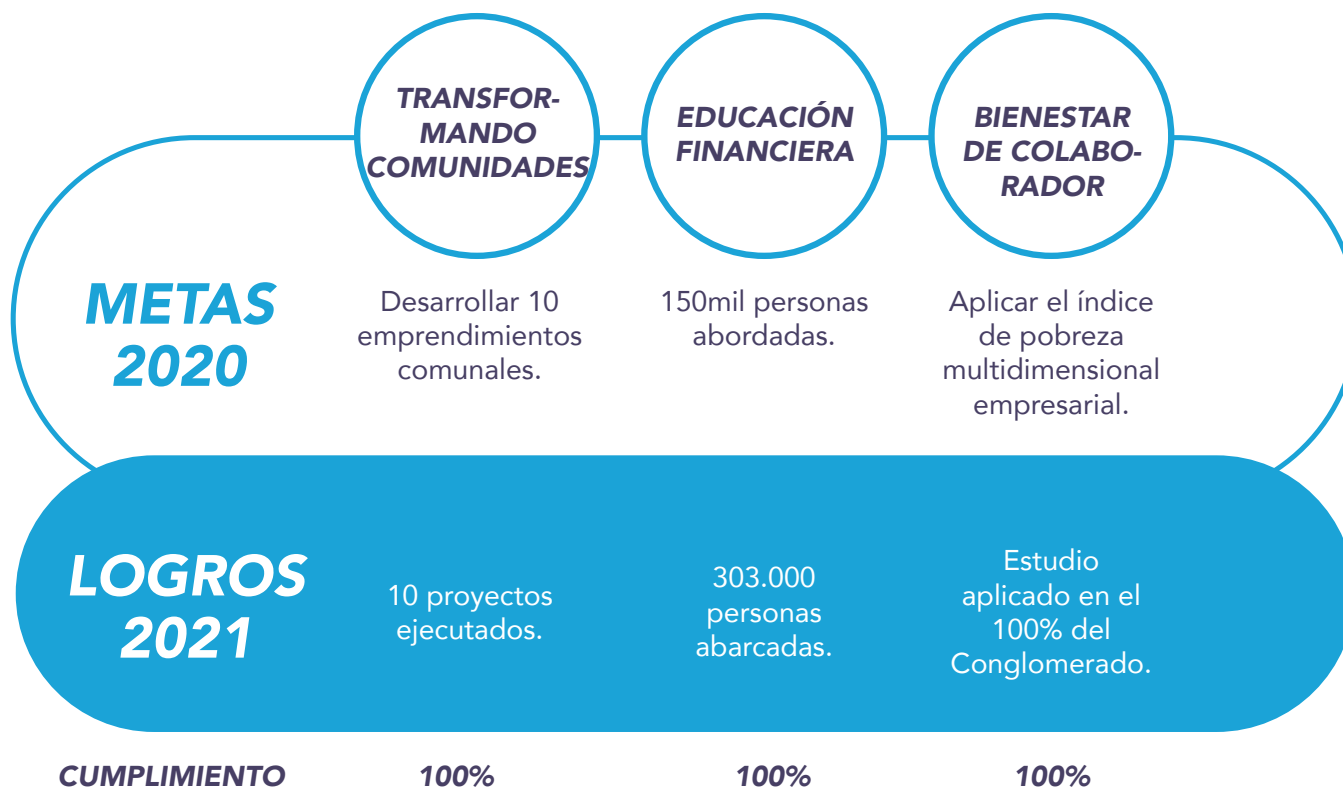 TRANSFOR-
MANDO
COMUNIDADES
EDUCACIÓN
FINANCIERA
BIENESTAR
DE COLABO-
RADOR
METAS
2020
Desarrollar 10
emprendimientos
comunales.
150mil personas
abordadas.
Aplicar el índice
de pobreza
multidimensional
empresarial.
LOGROS
2021
10 proyectos
ejecutados.
303.000
personas
abarcadas.
Estudio
aplicado en el
100% del
Conglomerado.
CUMPLIMIENTO 100% 100% 100%